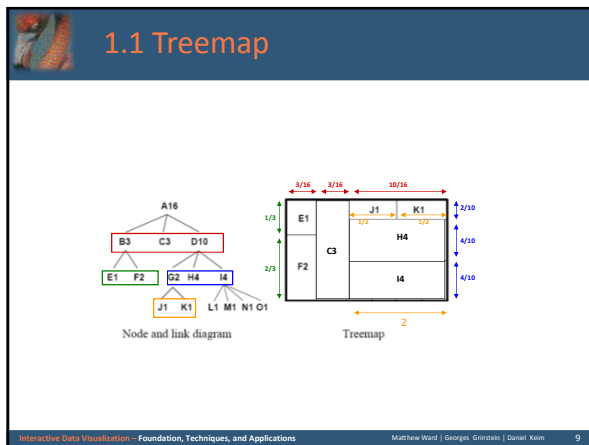 1.1 Treemap
A16
B3 C3 D10
E1 F2 G2 H4 I4
J1 K1 L1 M1 N1 O1
Node and link diagram
3/16 3/16 10/16
1/3
2/3
E1
F2
C3
J1 K1
1/2 1/2
H4
I4
2/10
4/10
4/10
2
Treemap
Interactive Data Visualization – Foundation, Techniques, and Applications
Matthew Ward | Georges Grinstein | Daniel Keim 9